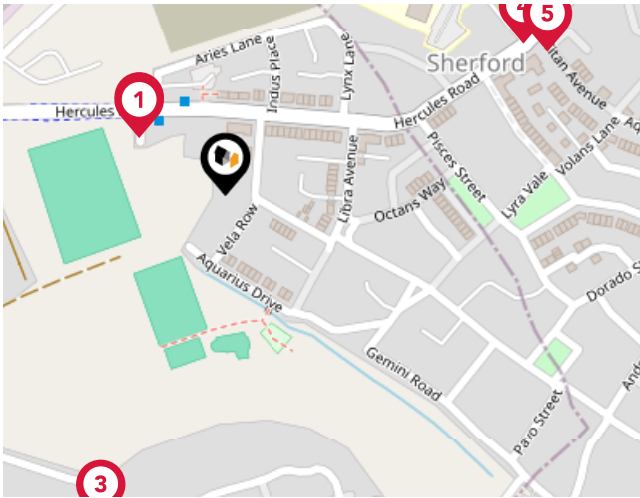 5
Aries Lane
Indus Place
Lynx Lane
Sherford
1
Hercules
Hercules Road
Pisces Street
Volans Lane
Libra Avenue
Octans Way
Lyra Vale
Vela Row
Aquarius Drive
Dorado
Gemini Road
Paro Street
3